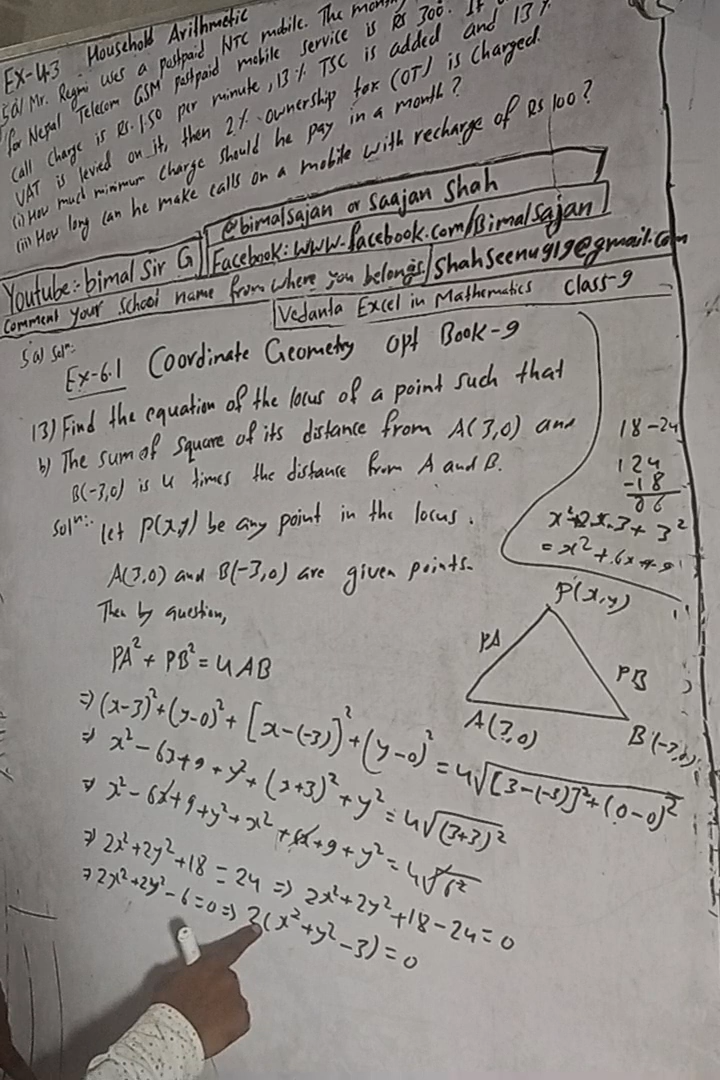 Ex-4.3 Household Arithmetic
5a) Mr. Regmi uses a postpaid NTC mobile. The
for Nepal Telecom GSM postpaid mobile service is Rs 300. If
call charge is Rs. 1.50 per minute, 13% TSC is added and 13%
VAT is levied on it, then 2% ownership tax (OT) is charged.
(i) How much minimum charge should he pay in a month?
(ii) How long can he make calls on a mobile with recharge of Rs 100?
@bimalsajan or Saajan Shah
Youtube:- bimal Sir G
Facebook: www.facebook.com/Bimalsajan
Comment your school name from where you belongs.
Shahseenu919@gmail.com
Vedanta Excel in Mathematics Class-9
5a) Soln:
Ex-6.1 Coordinate Geometry opt Book-9
13) Find the equation of the locus of a point such that
b) The sum of square of its distance from A(3,0) and
B(-3,0) is 4 times the distance from A and B.
Soln:- let P(x,y) be any point in the locus.
A(3,0) and B(-3,0) are given points.
Then by question,
PA² + PB² = 4AB
⇒ (x-3)² + (y-0)² + [x-(-3)]² + (y-0)² = 4√[3-(-3)]² + (0-0)²
⇒ x² - 6x + 9 + y² + (x+3)² + y² = 4√(3+3)²
⇒ x² - 6x + 9 + y² + x² + 6x + 9 + y² = 4√6²
⇒ 2x² + 2y² + 18 = 24 ⇒ 2x² + 2y² + 18 - 24 = 0
⇒ 2x² + 2y² - 6 = 0 ⇒ 2(x² + y² - 3) = 0
18-24
124
-18
06
x²+2.x.3+3²
= x² + 6x + 9
P(x,y)
PA
PB
A(3,0)
B(-3,0)